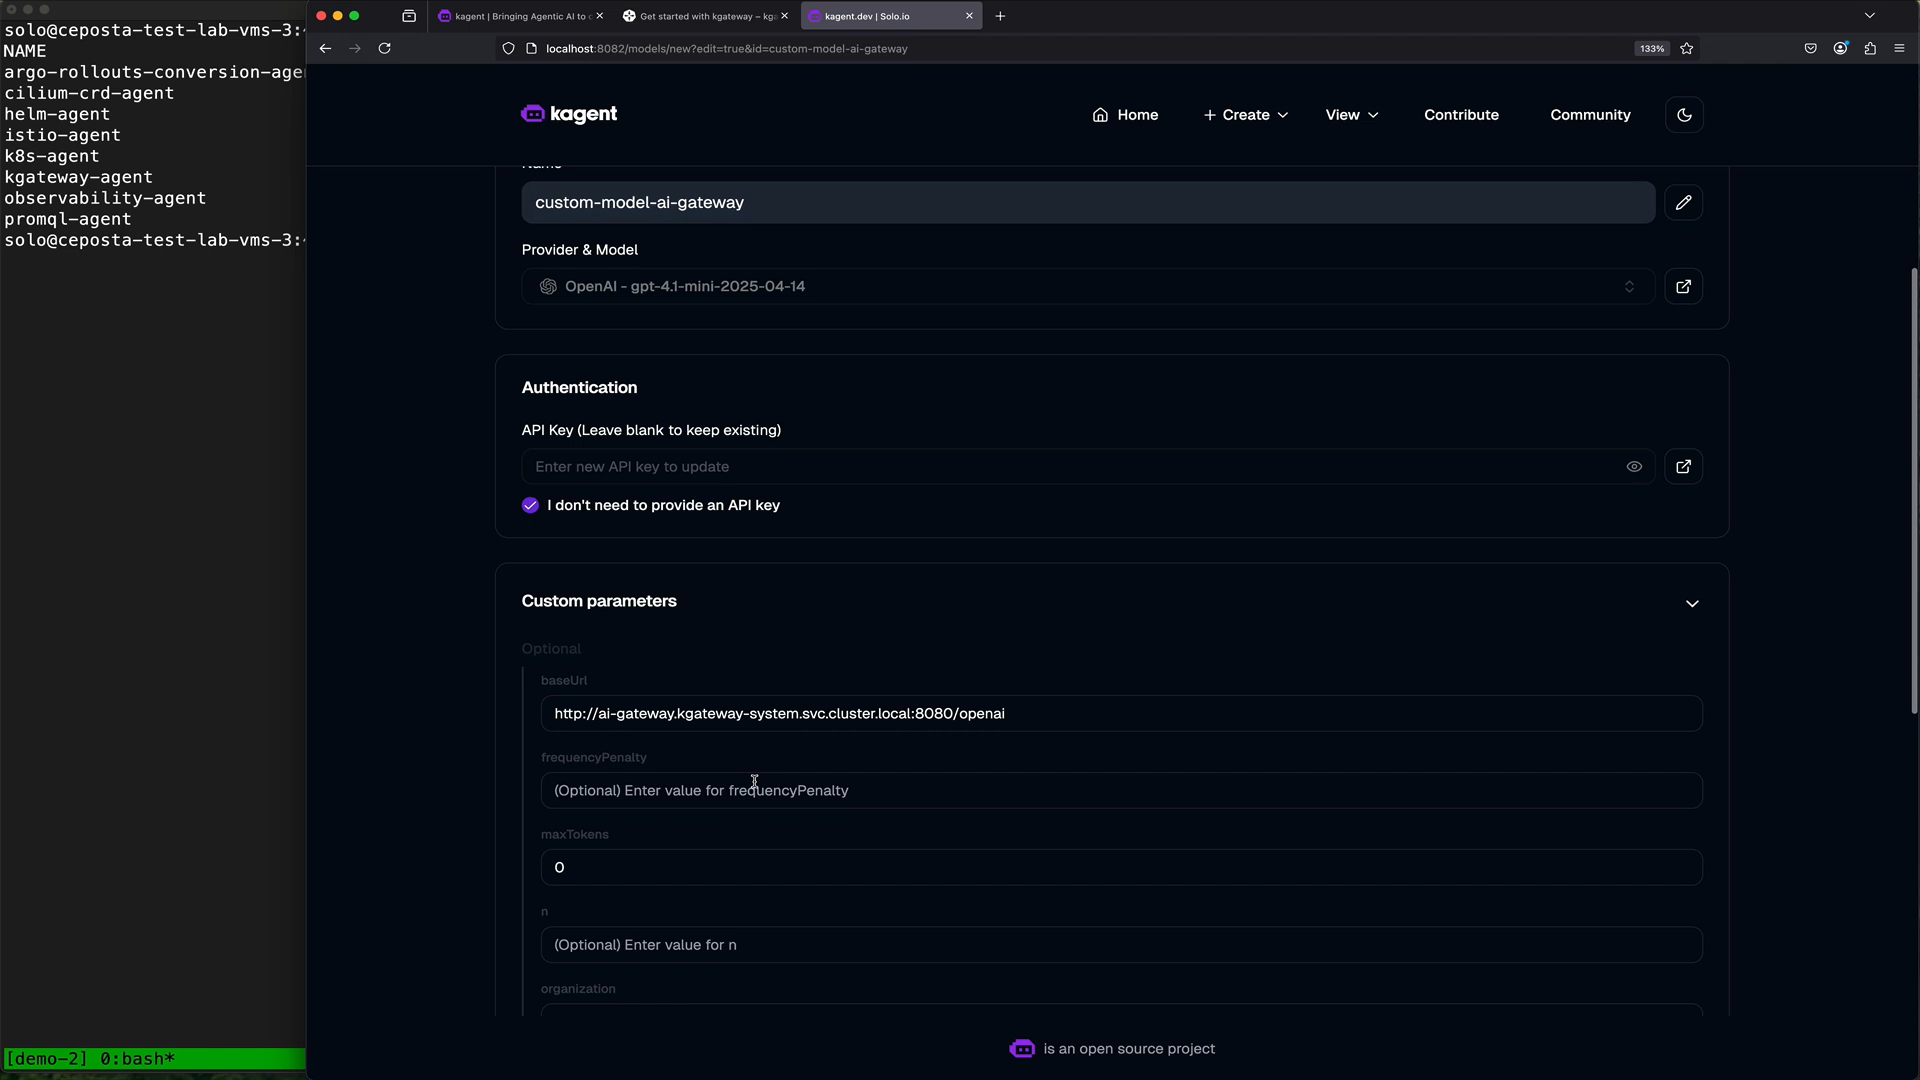 solo@ceposta-test-lab-vms-3:
NAME
argo-rollouts-conversion-age
cilium-crd-agent
helm-agent
istio-agent
k8s-agent
kgateway-agent
observability-agent
promql-agent
solo@ceposta-test-lab-vms-3:
[demo-2] 0:bash*
kagent | Bringing Agentic AI to c
Get started with kgateway – kga
kagent.dev | Solo.io
localhost:8082/models/new?edit=true&id=custom-model-ai-gateway
133%
kagent
Home
Create
View
Contribute
Community
Name
custom-model-ai-gateway
Provider & Model
OpenAI - gpt-4.1-mini-2025-04-14
Authentication
API Key (Leave blank to keep existing)
Enter new API key to update
I don't need to provide an API key
Custom parameters
Optional
baseUrl
http://ai-gateway.kgateway-system.svc.cluster.local:8080/openai
frequencyPenalty
(Optional) Enter value for frequencyPenalty
maxTokens
0
n
(Optional) Enter value for n
organization
is an open source project